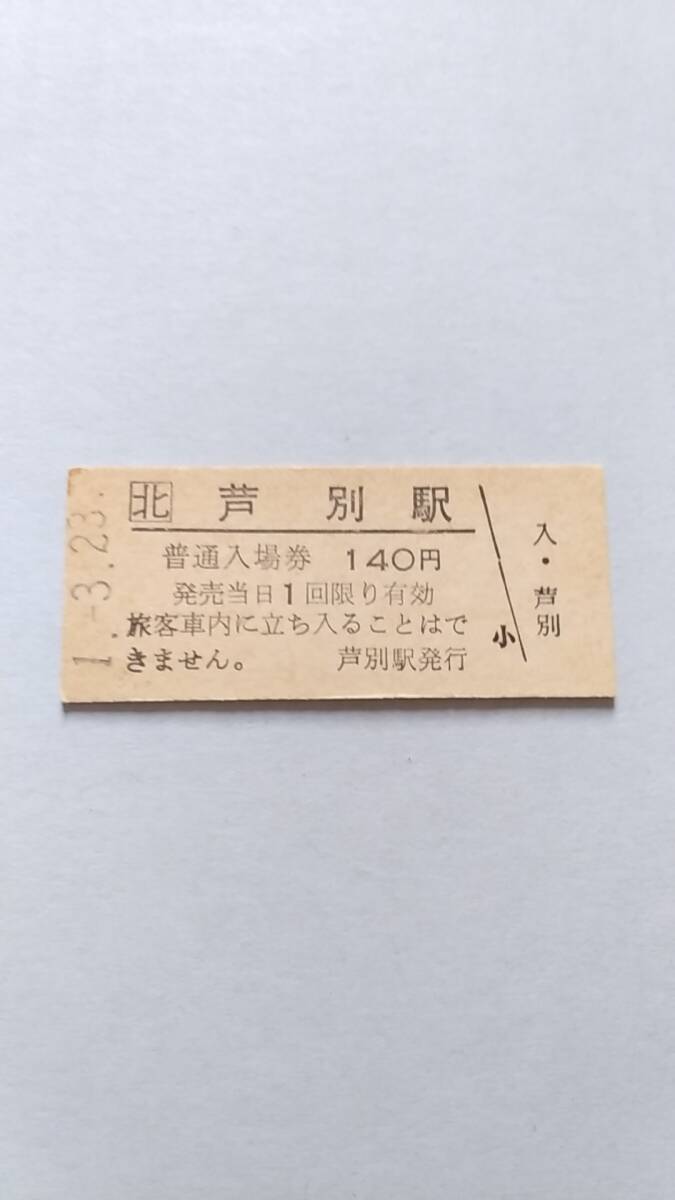 1.-3.23.
北 芦別駅
普通入場券 140円
発売当日1回限り有効
旅客車内に立ち入ることはで
きません。 芦別駅発行
小
入・芦別